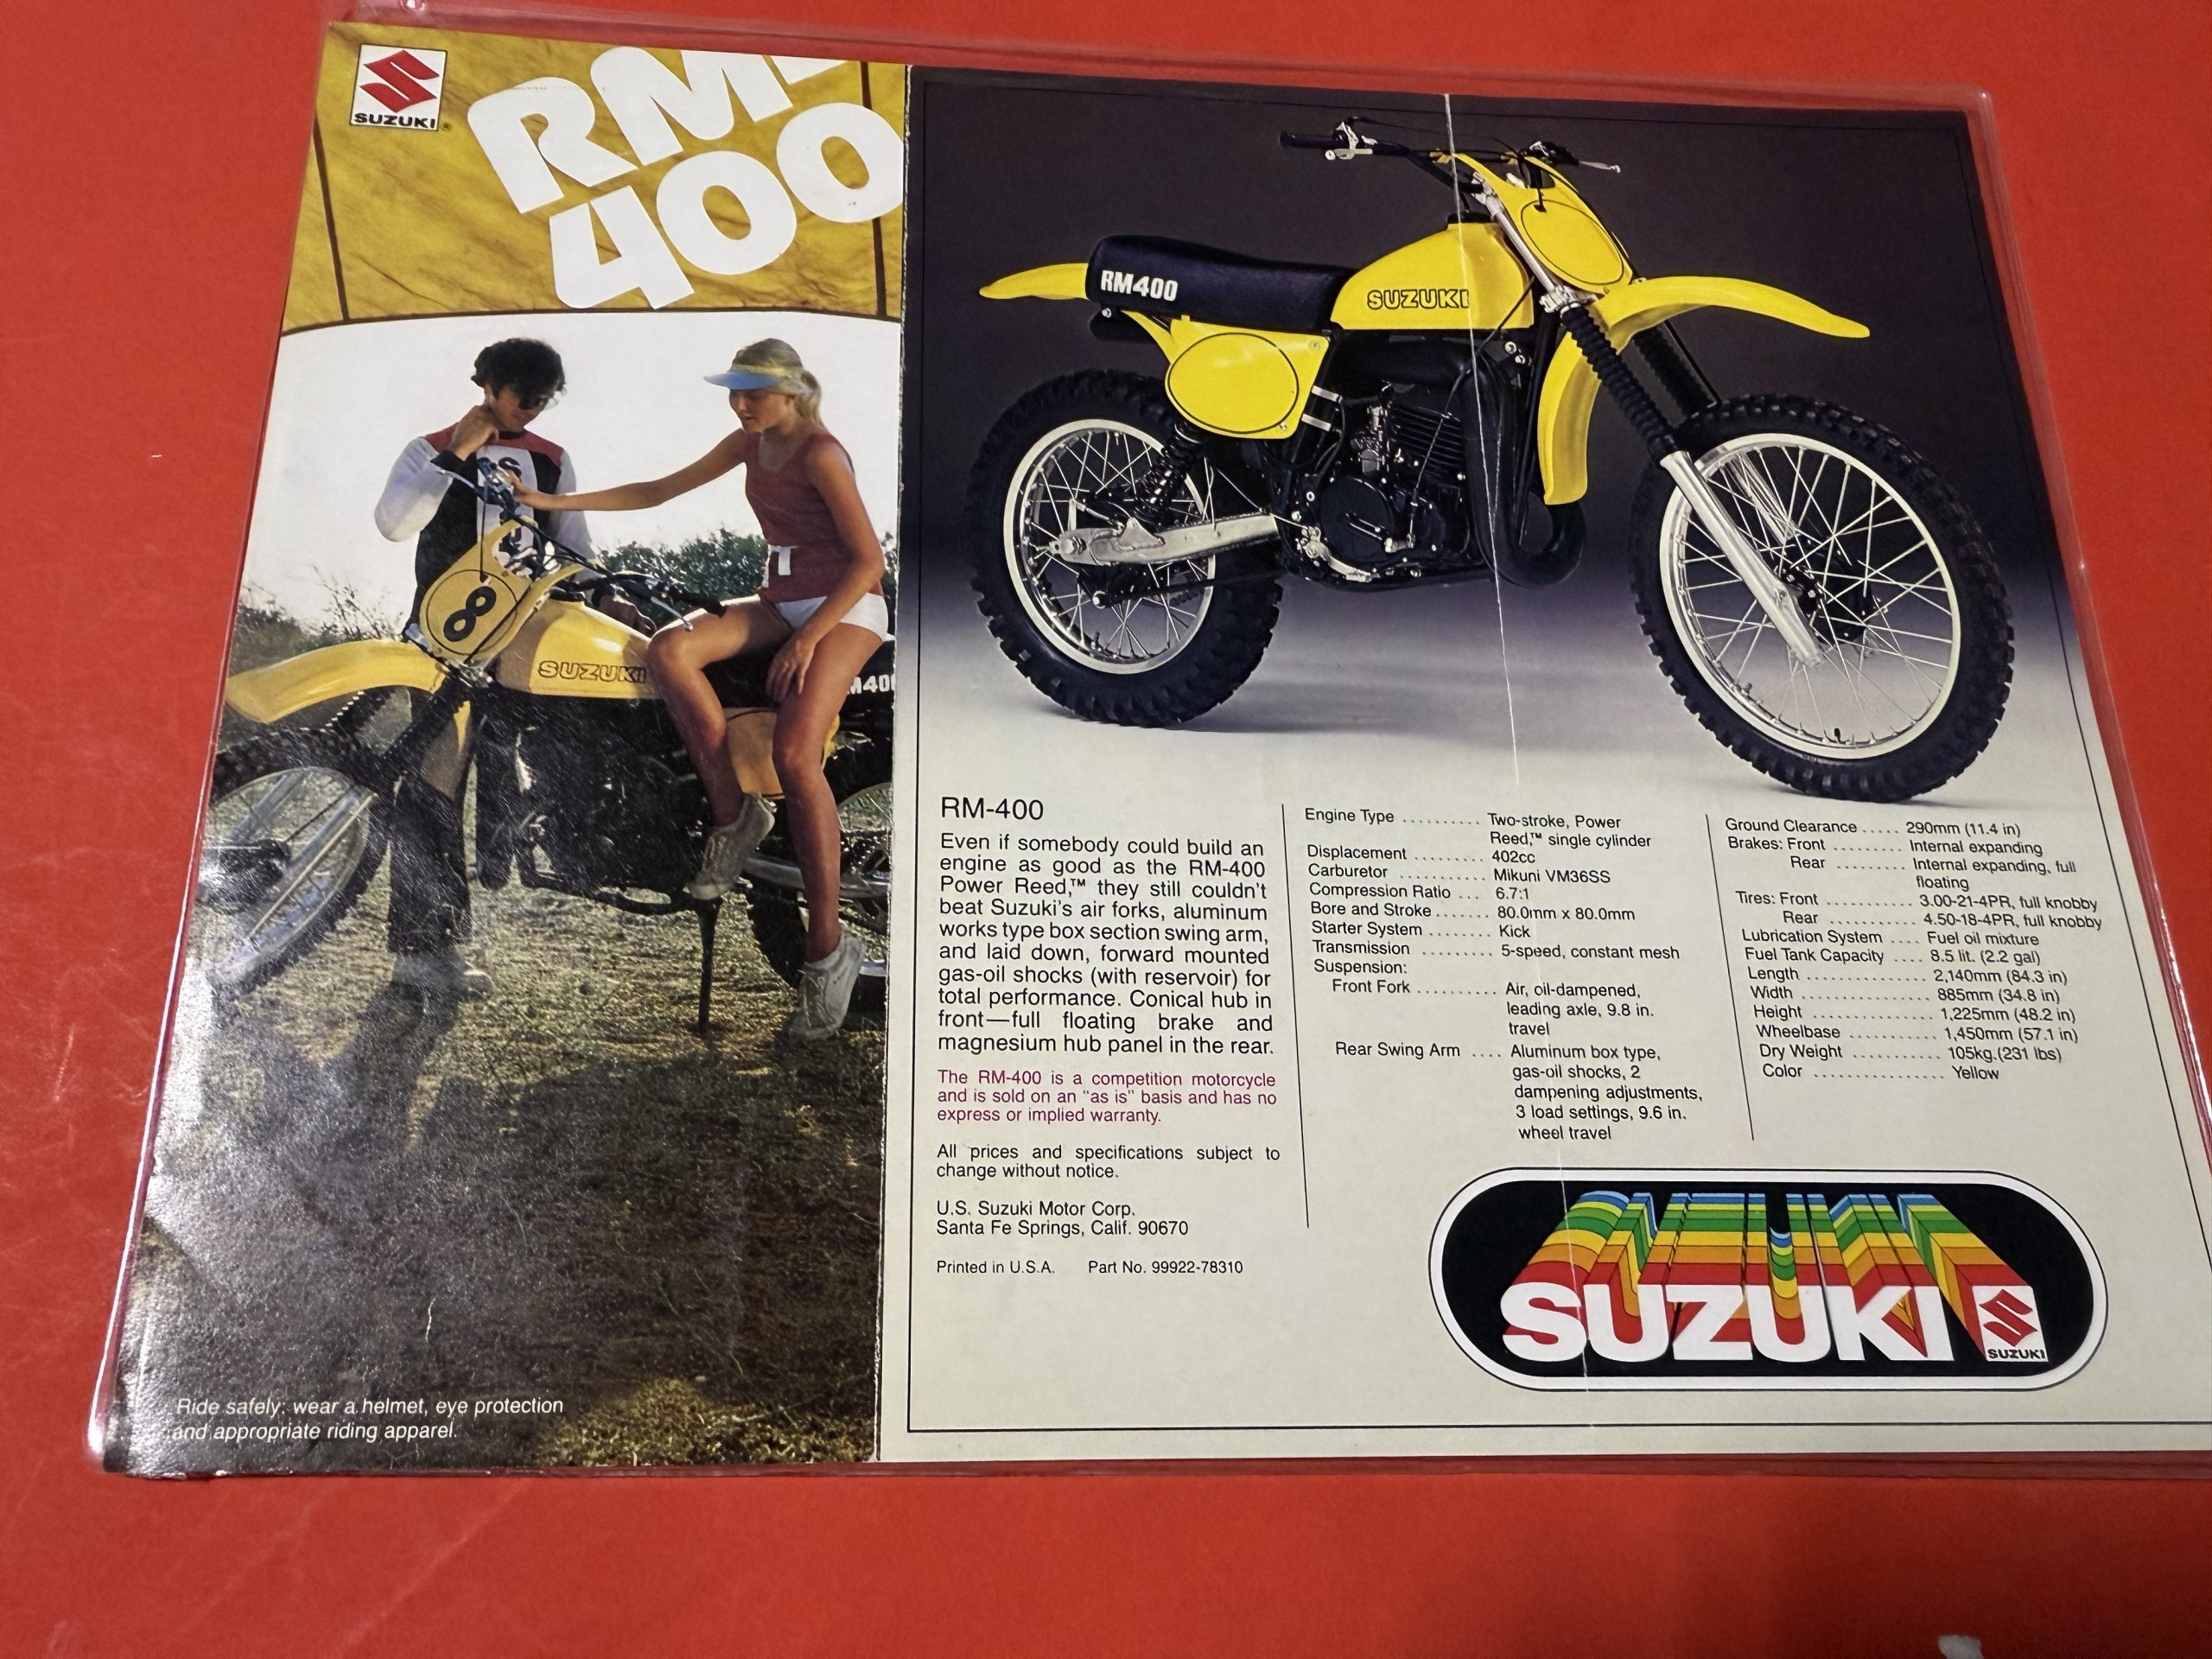 SUZUKI®
RM-
400
8
SUZUKI
M400
Ride safely; wear a helmet, eye protection
and appropriate riding apparel.
RM400
SUZUKI
RM-400
Even if somebody could build an
engine as good as the RM-400
Power Reed,™ they still couldn't
beat Suzuki's air forks, aluminum
works type box section swing arm,
and laid down, forward mounted
gas-oil shocks (with reservoir) for
total performance. Conical hub in
front—full floating brake and
magnesium hub panel in the rear.
The RM-400 is a competition motorcycle
and is sold on an "as is" basis and has no
express or implied warranty.
All prices and specifications subject to
change without notice.
U.S. Suzuki Motor Corp.
Santa Fe Springs, Calif. 90670
Printed in U.S.A. Part No. 99922-78310
Engine Type .......... Two-stroke, Power
Reed,™ single cylinder
Displacement ......... 402cc
Carburetor ........... Mikuni VM36SS
Compression Ratio ... 6.7:1
Bore and Stroke ....... 80.0mm x 80.0mm
Starter System ........ Kick
Transmission ......... 5-speed, constant mesh
Suspension:
Front Fork .......... Air, oil-dampened,
leading axle, 9.8 in.
travel
Rear Swing Arm .... Aluminum box type,
gas-oil shocks, 2
dampening adjustments,
3 load settings, 9.6 in.
wheel travel
Ground Clearance ..... 290mm (11.4 in)
Brakes: Front ......... Internal expanding
Rear ......... Internal expanding, full
floating
Tires: Front ........... 3.00-21-4PR, full knobby
Rear ........... 4.50-18-4PR, full knobby
Lubrication System .... Fuel oil mixture
Fuel Tank Capacity .... 8.5 lit. (2.2 gal)
Length ................ 2,140mm (84.3 in)
Width ................. 885mm (34.8 in)
Height ................ 1,225mm (48.2 in)
Wheelbase ............ 1,450mm (57.1 in)
Dry Weight ........... 105kg.(231 lbs)
Color ................. Yellow
SUZUKI
SUZUKI